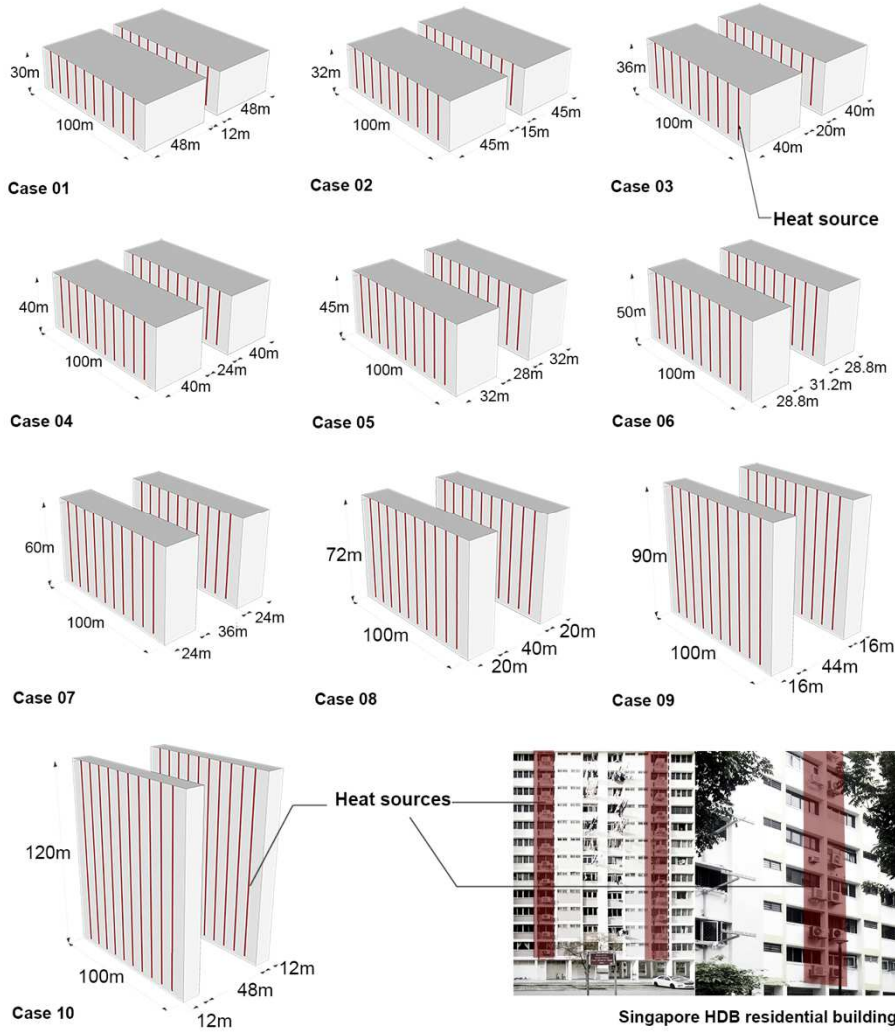 30m
100m
48m
12m
48m
Case 01
32m
100m
45m
15m
45m
Case 02
36m
100m
40m
20m
40m
Case 03
Heat source
40m
100m
40m
24m
40m
Case 04
45m
100m
32m
28m
32m
Case 05
50m
100m
28.8m
31.2m
28.8m
Case 06
60m
100m
24m
36m
24m
Case 07
72m
100m
20m
40m
20m
Case 08
90m
100m
16m
44m
16m
Case 09
Heat sources
120m
100m
12m
48m
12m
Case 10
Singapore HDB residential building